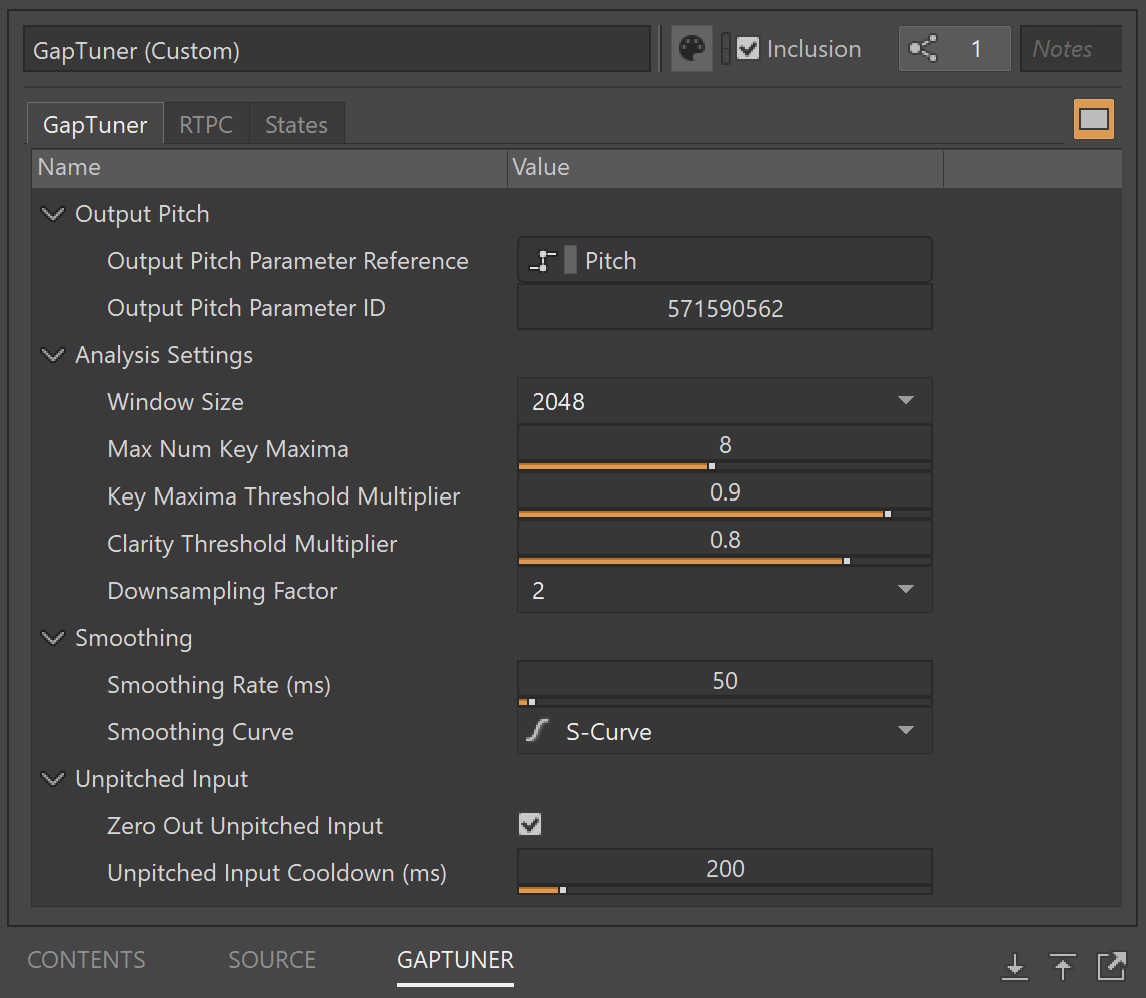 GapTuner (Custom)
Inclusion
1
Notes
GapTuner
RTPC
States
Name Value
Output Pitch
Output Pitch Parameter Reference Pitch
Output Pitch Parameter ID 571590562
Analysis Settings
Window Size 2048
Max Num Key Maxima 8
Key Maxima Threshold Multiplier 0.9
Clarity Threshold Multiplier 0.8
Downsampling Factor 2
Smoothing
Smoothing Rate (ms) 50
Smoothing Curve S-Curve
Unpitched Input
Zero Out Unpitched Input
Unpitched Input Cooldown (ms) 200
CONTENTS SOURCE GAPTUNER